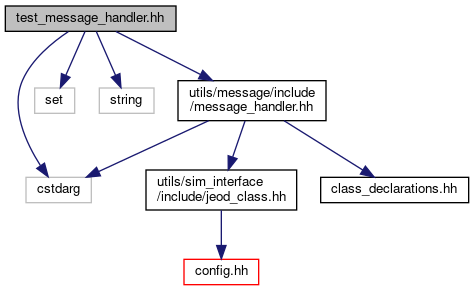 test_message_handler.hh
set
string
utils/message/include
/message_handler.hh
cstdarg
utils/sim_interface
/include/jeod_class.hh
class_declarations.hh
config.hh